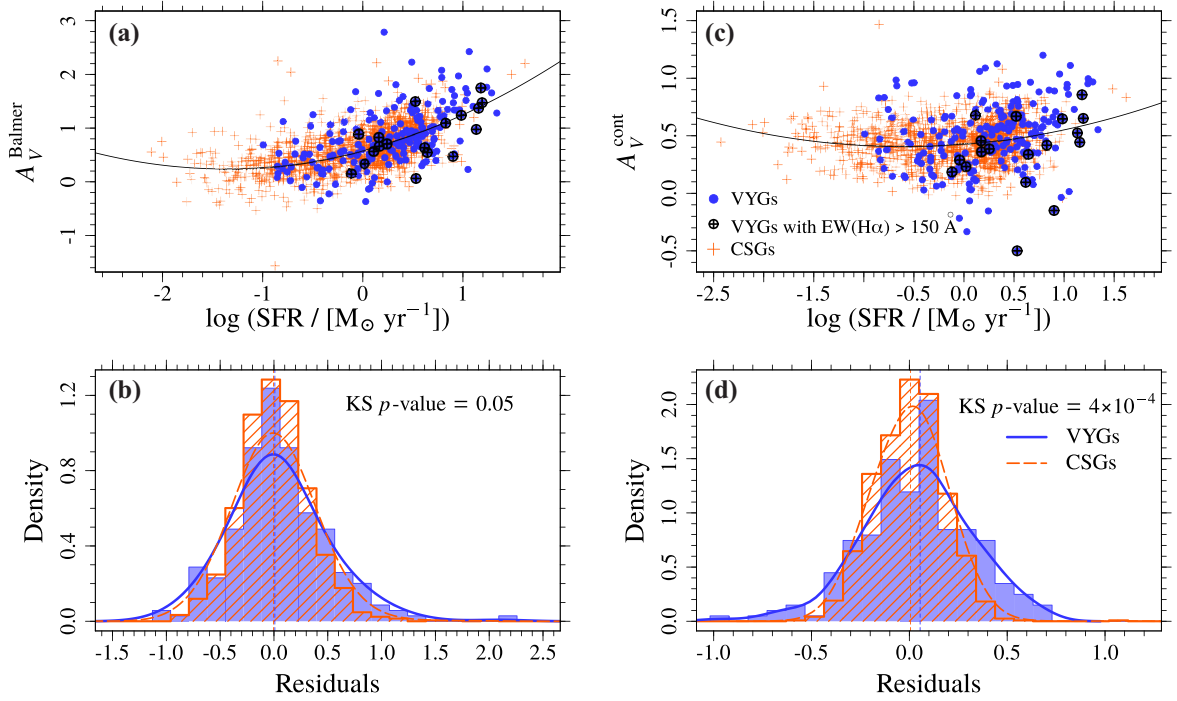 (a)
3
2
1
0
-1
A_V^Balmer
-2 -1 0 1
log (SFR / [M⊙ yr⁻¹])
(c)
1.5
1.0
0.5
0.0
-0.5
A_V^cont
VYGs
VYGs with EW(Hα) > 150 Å
CSGs
-2.5 -1.5 -0.5 0.0 0.5 1.0 1.5
log (SFR / [M⊙ yr⁻¹])
(b)
KS p-value = 0.05
1.2
0.8
0.4
0.0
Density
-1.5 -1.0 -0.5 0.0 0.5 1.0 1.5 2.0 2.5
Residuals
(d)
KS p-value = 4×10⁻⁴
VYGs
CSGs
2.0
1.5
1.0
0.5
0.0
Density
-1.0 -0.5 0.0 0.5 1.0
Residuals